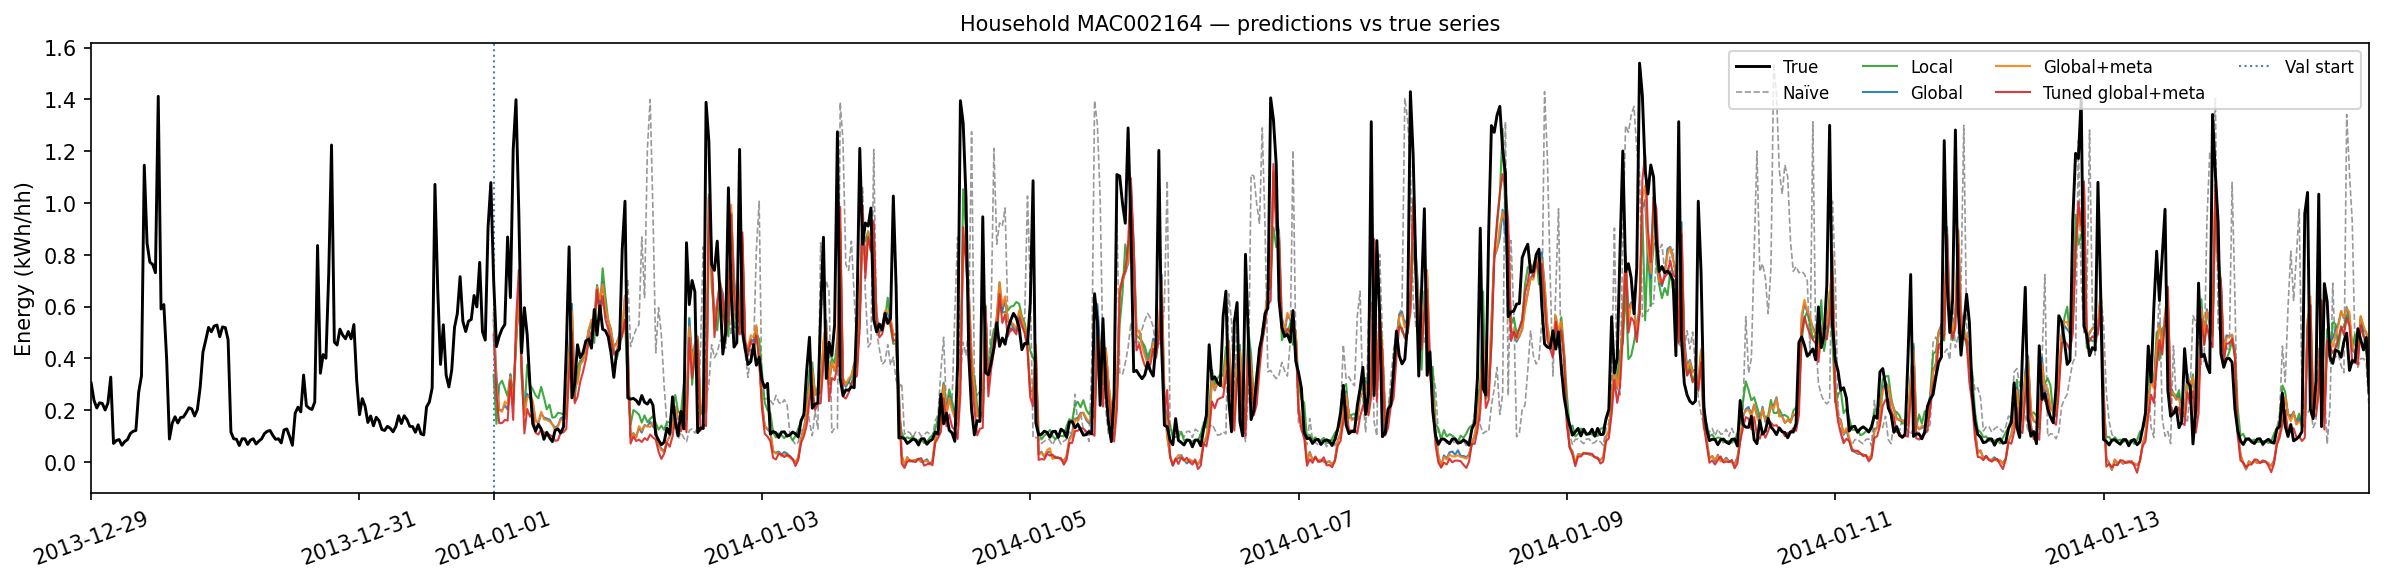 Household MAC002164 — predictions vs true series
Energy (kWh/hh)
1.6
1.4
1.2
1.0
0.8
0.6
0.4
0.2
0.0
True
Naïve
Local
Global
Global+meta
Tuned global+meta
Val start
2013-12-29
2013-12-31
2014-01-01
2014-01-03
2014-01-05
2014-01-07
2014-01-09
2014-01-11
2014-01-13